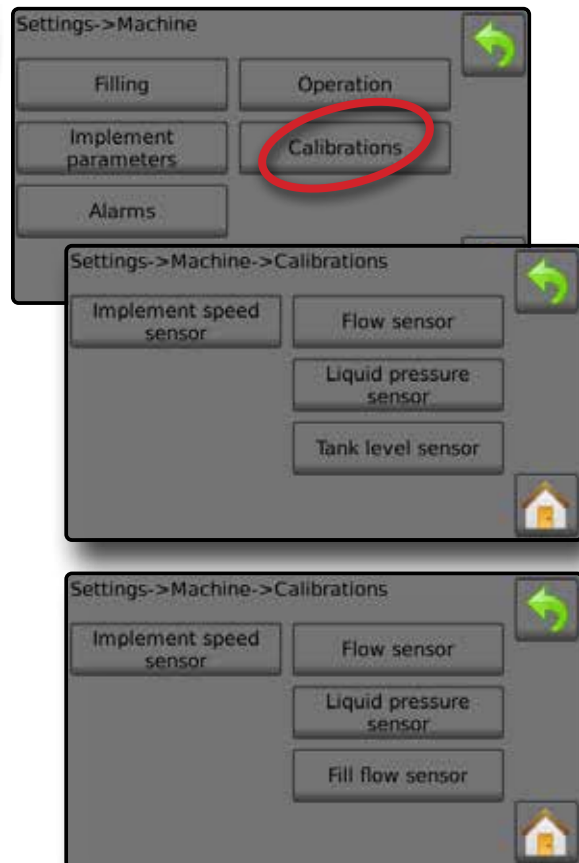 Settings->Machine
Filling
Operation
Implement
parameters
Calibrations
Alarms
Settings->Machine->Calibrations
Implement speed
sensor
Flow sensor
Liquid pressure
sensor
Tank level sensor
Settings->Machine->Calibrations
Implement speed
sensor
Flow sensor
Liquid pressure
sensor
Fill flow sensor